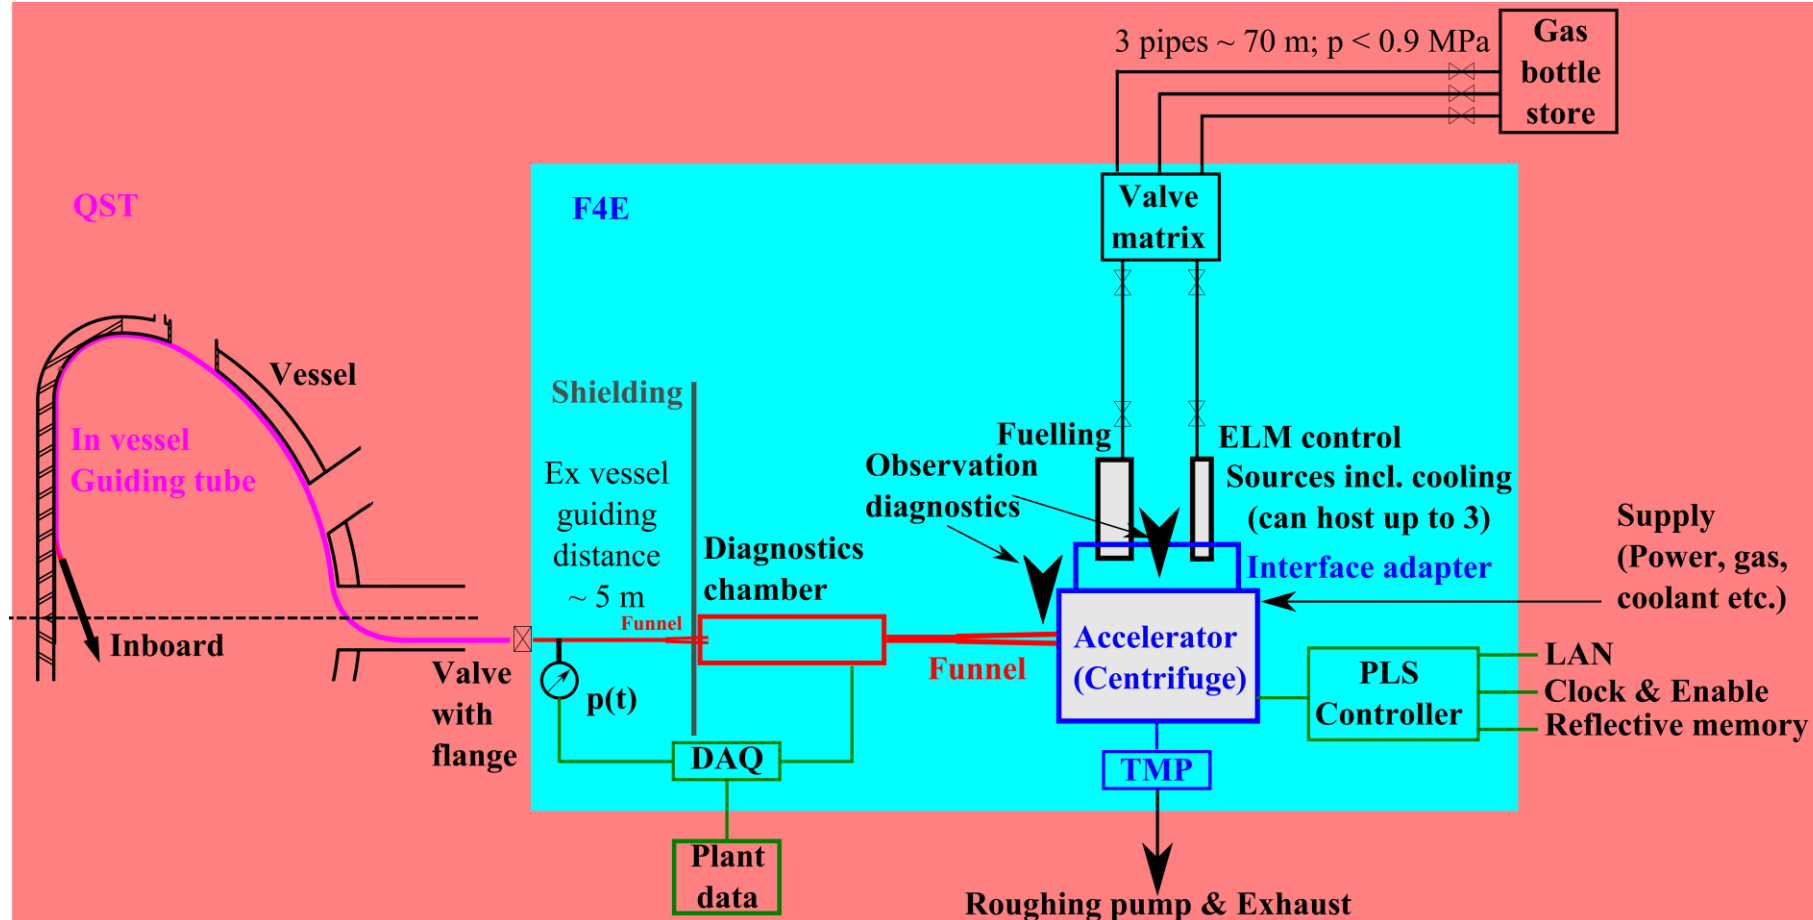 3 pipes ~ 70 m; p < 0.9 MPa
Gas
bottle
store
QST
F4E
Valve
matrix
Vessel
Shielding
In vessel
Guiding tube
Ex vessel
guiding
distance
~ 5 m
Funnel
Diagnostics
chamber
Observation
diagnostics
Fuelling
ELM control
Sources incl. cooling
(can host up to 3)
Interface adapter
Supply
(Power, gas,
coolant etc.)
Inboard
Valve
with
flange
p(t)
Funnel
Accelerator
(Centrifuge)
PLS
Controller
LAN
Clock & Enable
Reflective memory
DAQ
TMP
Plant
data
Roughing pump & Exhaust